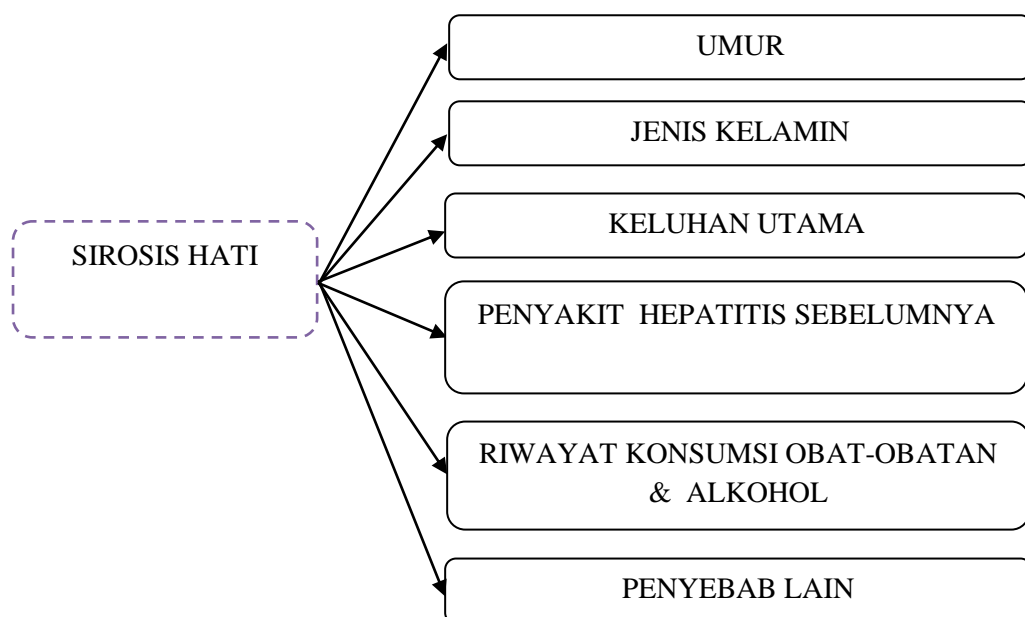 UMUR
JENIS KELAMIN
KELUHAN UTAMA
SIROSIS HATI
PENYAKIT HEPATITIS SEBELUMNYA
RIWAYAT KONSUMSI OBAT-OBATAN
& ALKOHOL
PENYEBAB LAIN